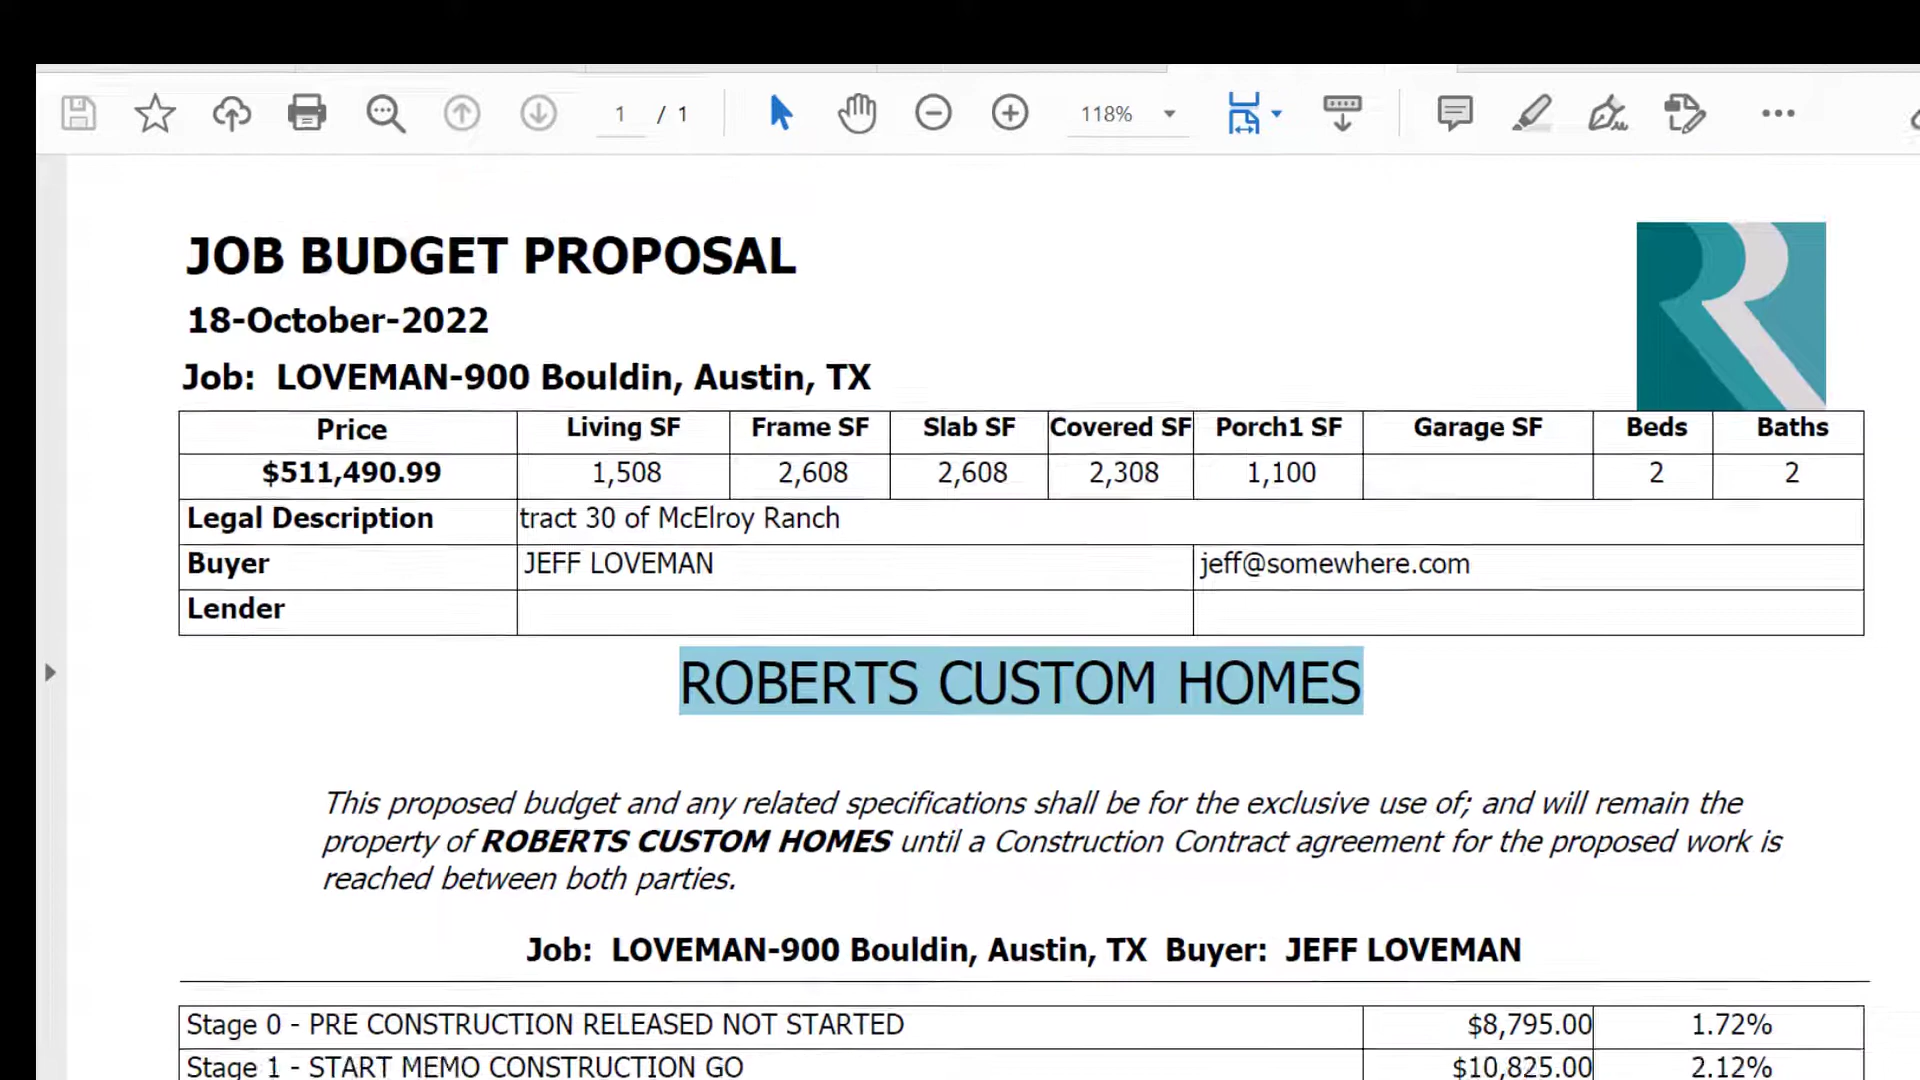 1 / 1 118%
JOB BUDGET PROPOSAL
18-October-2022
Job: LOVEMAN-900 Bouldin, Austin, TX
Price Living SF Frame SF Slab SF Covered SF Porch1 SF Garage SF Beds Baths
$511,490.99 1,508 2,608 2,608 2,308 1,100 2 2
Legal Description tract 30 of McElroy Ranch
Buyer JEFF LOVEMAN jeff@somewhere.com
Lender
ROBERTS CUSTOM HOMES
This proposed budget and any related specifications shall be for the exclusive use of; and will remain the
property of ROBERTS CUSTOM HOMES until a Construction Contract agreement for the proposed work is
reached between both parties.
Job: LOVEMAN-900 Bouldin, Austin, TX Buyer: JEFF LOVEMAN
Stage 0 - PRE CONSTRUCTION RELEASED NOT STARTED $8,795.00 1.72%
Stage 1 - START MEMO CONSTRUCTION GO $10,825.00 2.12%